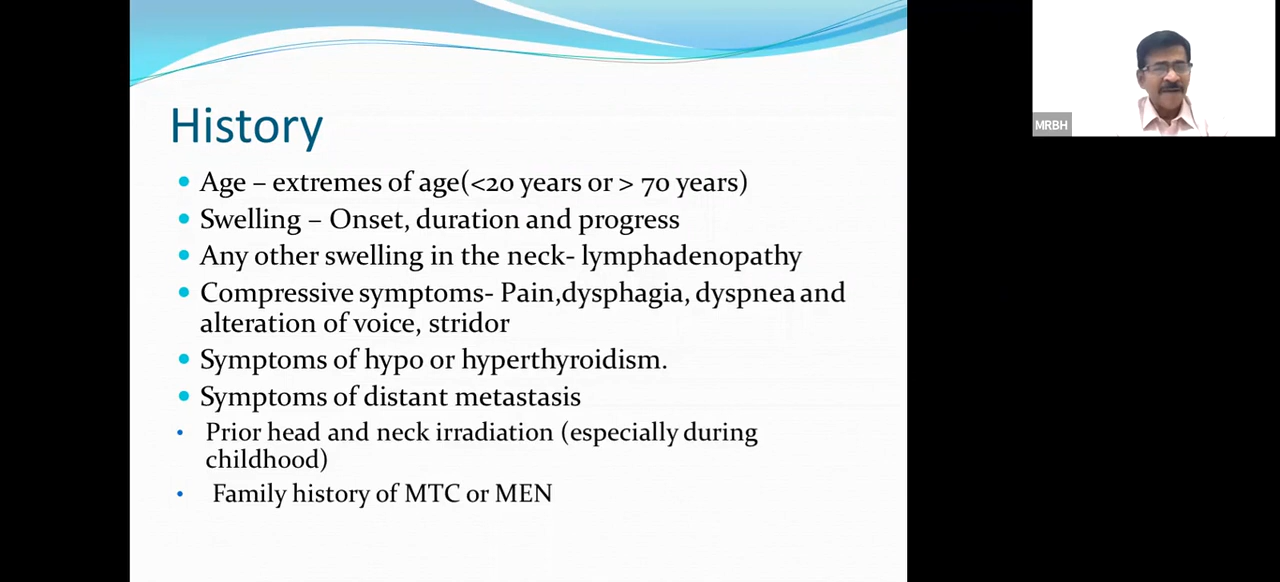 History
Age – extremes of age(<20 years or > 70 years)
Swelling – Onset, duration and progress
Any other swelling in the neck- lymphadenopathy
Compressive symptoms- Pain,dysphagia, dyspnea and
alteration of voice, stridor
Symptoms of hypo or hyperthyroidism.
Symptoms of distant metastasis
Prior head and neck irradiation (especially during
childhood)
Family history of MTC or MEN
MRBH